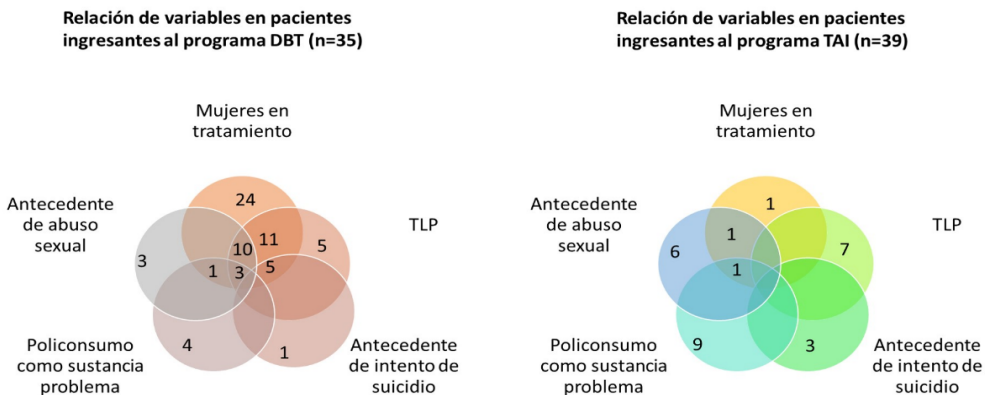 Relación de variables en pacientes
ingresantes al programa DBT (n=35)
Mujeres en
tratamiento
Antecedente
de abuso
sexual
TLP
24
11
5
10
3
1
3
5
4
1
Policonsumo
como sustancia
problema
Antecedente
de intento de
suicidio
Relación de variables en pacientes
ingresantes al programa TAI (n=39)
Mujeres en
tratamiento
Antecedente
de abuso
sexual
TLP
1
1
6
7
1
9
3
Policonsumo
como sustancia
problema
Antecedente
de intento de
suicidio